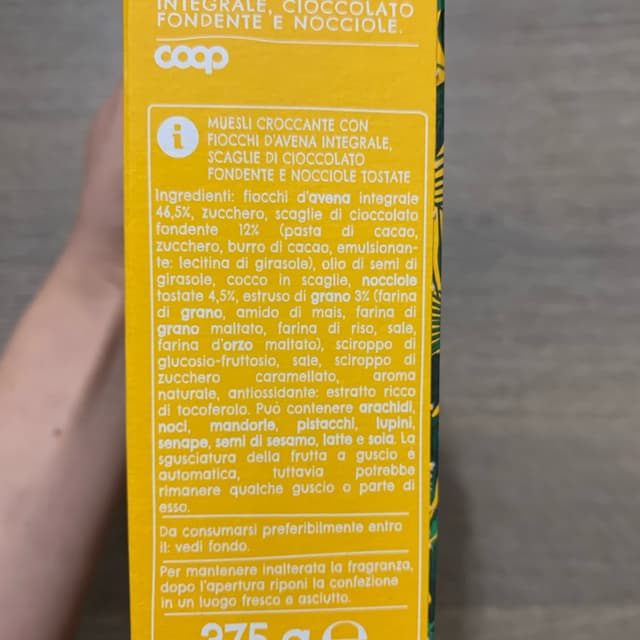 INTEGRALE, CIOCCOLATO
FONDENTE E NOCCIOLE.
coop
i
MUESLI CROCCANTE CON
FIOCCHI D'AVENA INTEGRALE,
SCAGLIE DI CIOCCOLATO
FONDENTE E NOCCIOLE TOSTATE
Ingredienti: fiocchi d'avena integrale
46,5%, zucchero, scaglie di cioccolato
fondente 12% (pasta di cacao,
zucchero, burro di cacao, emulsionan-
te: lecitina di girasole), olio di semi di
girasole, cocco in scaglie, nocciole
tostate 4,5%, estruso di grano 3% (farina
di grano, amido di mais, farina di
grano maltato, farina di riso, sale,
farina d'orzo maltato), sciroppo di
glucosio-fruttosio, sale, sciroppo di
zucchero caramellato, aroma
naturale, antiossidante: estratto ricco
di tocoferolo. Può contenere arachidi,
noci, mandorle, pistacchi, lupini,
senape, semi di sesamo, latte e soia. La
sgusciatura della frutta a guscio è
automatica, tuttavia potrebbe
rimanere qualche guscio o parte di
esso.
Da consumarsi preferibilmente entro
il: vedi fondo.
Per mantenere inalterata la fragranza,
dopo l'apertura riponi la confezione
in un luogo fresco e asciutto.
375 g e